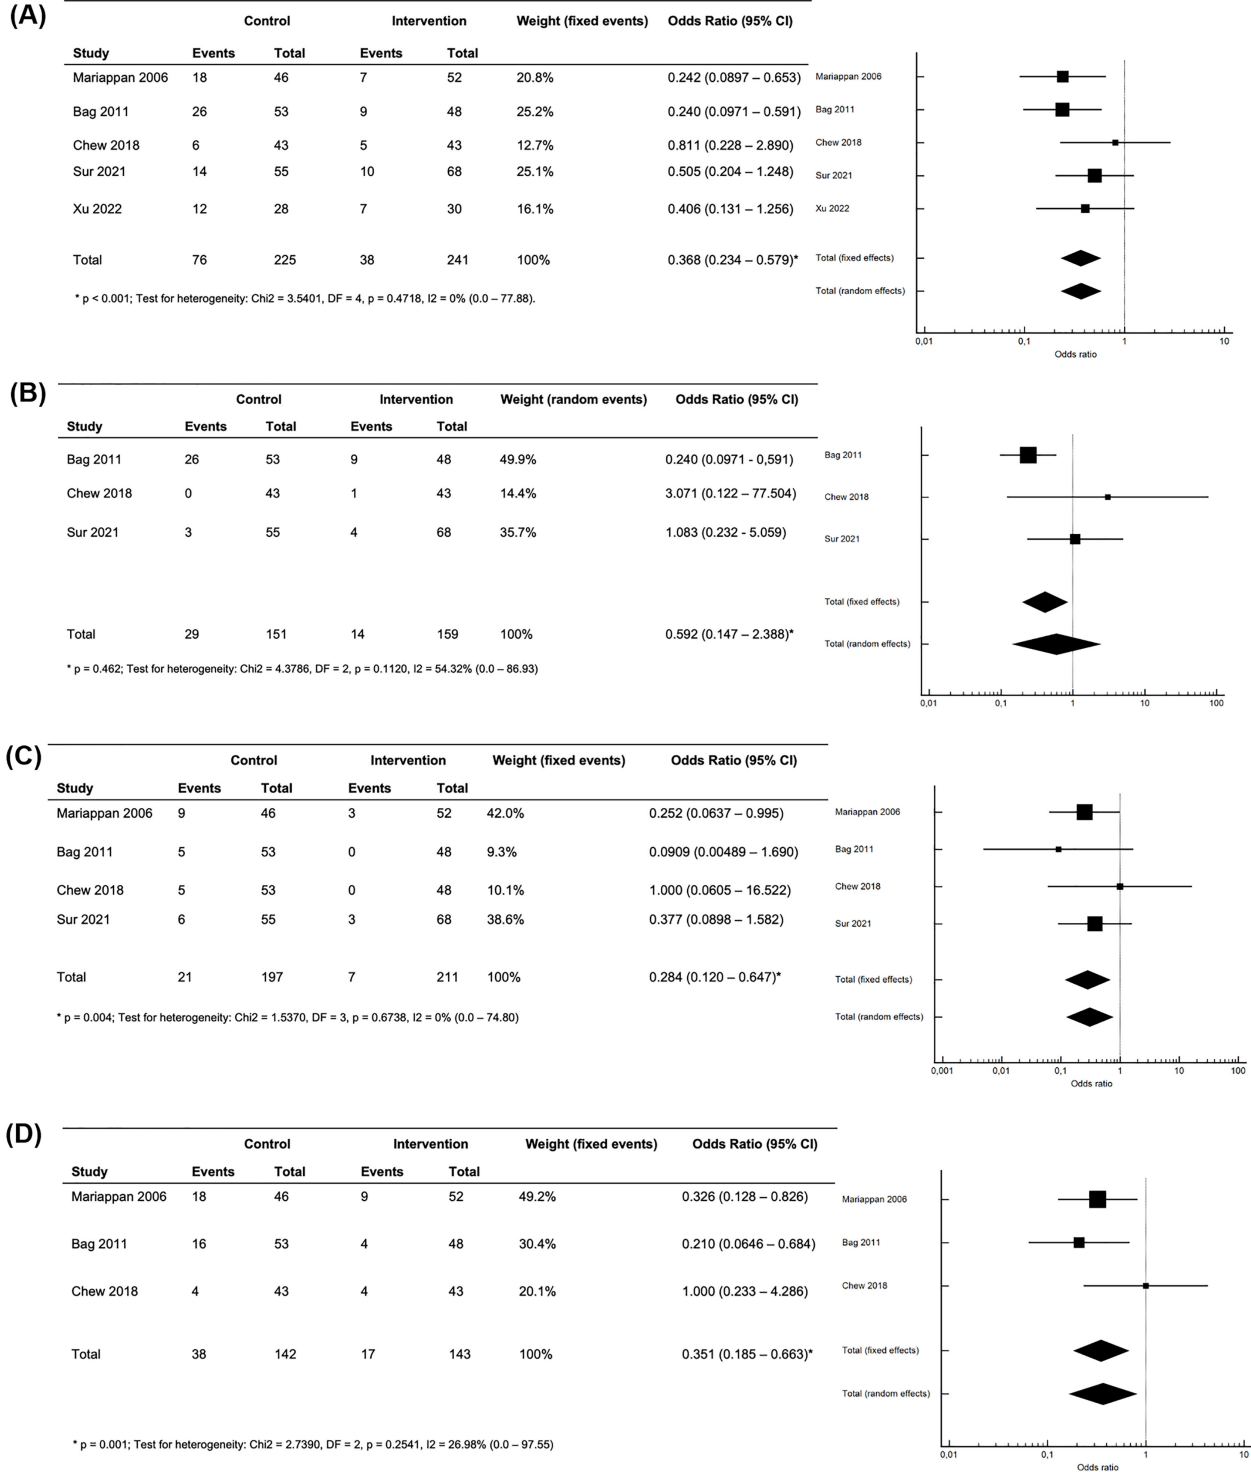 (A)
Control Intervention Weight (fixed events) Odds Ratio (95% CI)
Study Events Total Events Total
Mariappan 2006 18 46 7 52 20.8% 0.242 (0.0897 – 0.653) Mariappan 2006
Bag 2011 26 53 9 48 25.2% 0.240 (0.0971 – 0.591) Bag 2011
Chew 2018 6 43 5 43 12.7% 0.811 (0.228 – 2.890) Chew 2018
Sur 2021 14 55 10 68 25.1% 0.505 (0.204 – 1.248) Sur 2021
Xu 2022 12 28 7 30 16.1% 0.406 (0.131 – 1.256) Xu 2022
Total 76 225 38 241 100% 0.368 (0.234 – 0.579)* Total (fixed effects)
Total (random effects)
* p < 0.001; Test for heterogeneity: Chi2 = 3.5401, DF = 4, p = 0.4718, I2 = 0% (0.0 – 77.88).
0,01 0,1 1 10
Odds ratio
(B)
Control Intervention Weight (random events) Odds Ratio (95% CI)
Study Events Total Events Total
Bag 2011 26 53 9 48 49.9% 0.240 (0.0971 - 0,591) Bag 2011
Chew 2018 0 43 1 43 14.4% 3.071 (0.122 – 77.504) Chew 2018
Sur 2021 3 55 4 68 35.7% 1.083 (0.232 - 5.059) Sur 2021
Total (fixed effects)
Total 29 151 14 159 100% 0.592 (0.147 – 2.388)* Total (random effects)
* p = 0.462; Test for heterogeneity: Chi2 = 4.3786, DF = 2, p = 0.1120, I2 = 54.32% (0.0 – 86.93)
0,01 0,1 1 10 100
(C)
Control Intervention Weight (fixed events) Odds Ratio (95% CI)
Study Events Total Events Total
Mariappan 2006 9 46 3 52 42.0% 0.252 (0.0637 – 0.995) Mariappan 2006
Bag 2011 5 53 0 48 9.3% 0.0909 (0.00489 – 1.690) Bag 2011
Chew 2018 5 53 0 48 10.1% 1.000 (0.0605 – 16.522) Chew 2018
Sur 2021 6 55 3 68 38.6% 0.377 (0.0898 – 1.582) Sur 2021
Total 21 197 7 211 100% 0.284 (0.120 – 0.647)* Total (fixed effects)
* p = 0.004; Test for heterogeneity: Chi2 = 1.5370, DF = 3, p = 0.6738, I2 = 0% (0.0 – 74.80) Total (random effects)
0,001 0,01 0,1 1 10 100
Odds ratio
(D)
Control Intervention Weight (fixed events) Odds Ratio (95% CI)
Study Events Total Events Total
Mariappan 2006 18 46 9 52 49.2% 0.326 (0.128 – 0.826) Mariappan 2006
Bag 2011 16 53 4 48 30.4% 0.210 (0.0646 – 0.684) Bag 2011
Chew 2018 4 43 4 43 20.1% 1.000 (0.233 – 4.286) Chew 2018
Total 38 142 17 143 100% 0.351 (0.185 – 0.663)* Total (fixed effects)
Total (random effects)
* p = 0.001; Test for heterogeneity: Chi2 = 2.7390, DF = 2, p = 0.2541, I2 = 26.98% (0.0 – 97.55)
0,01 0,1 1 10
Odds ratio